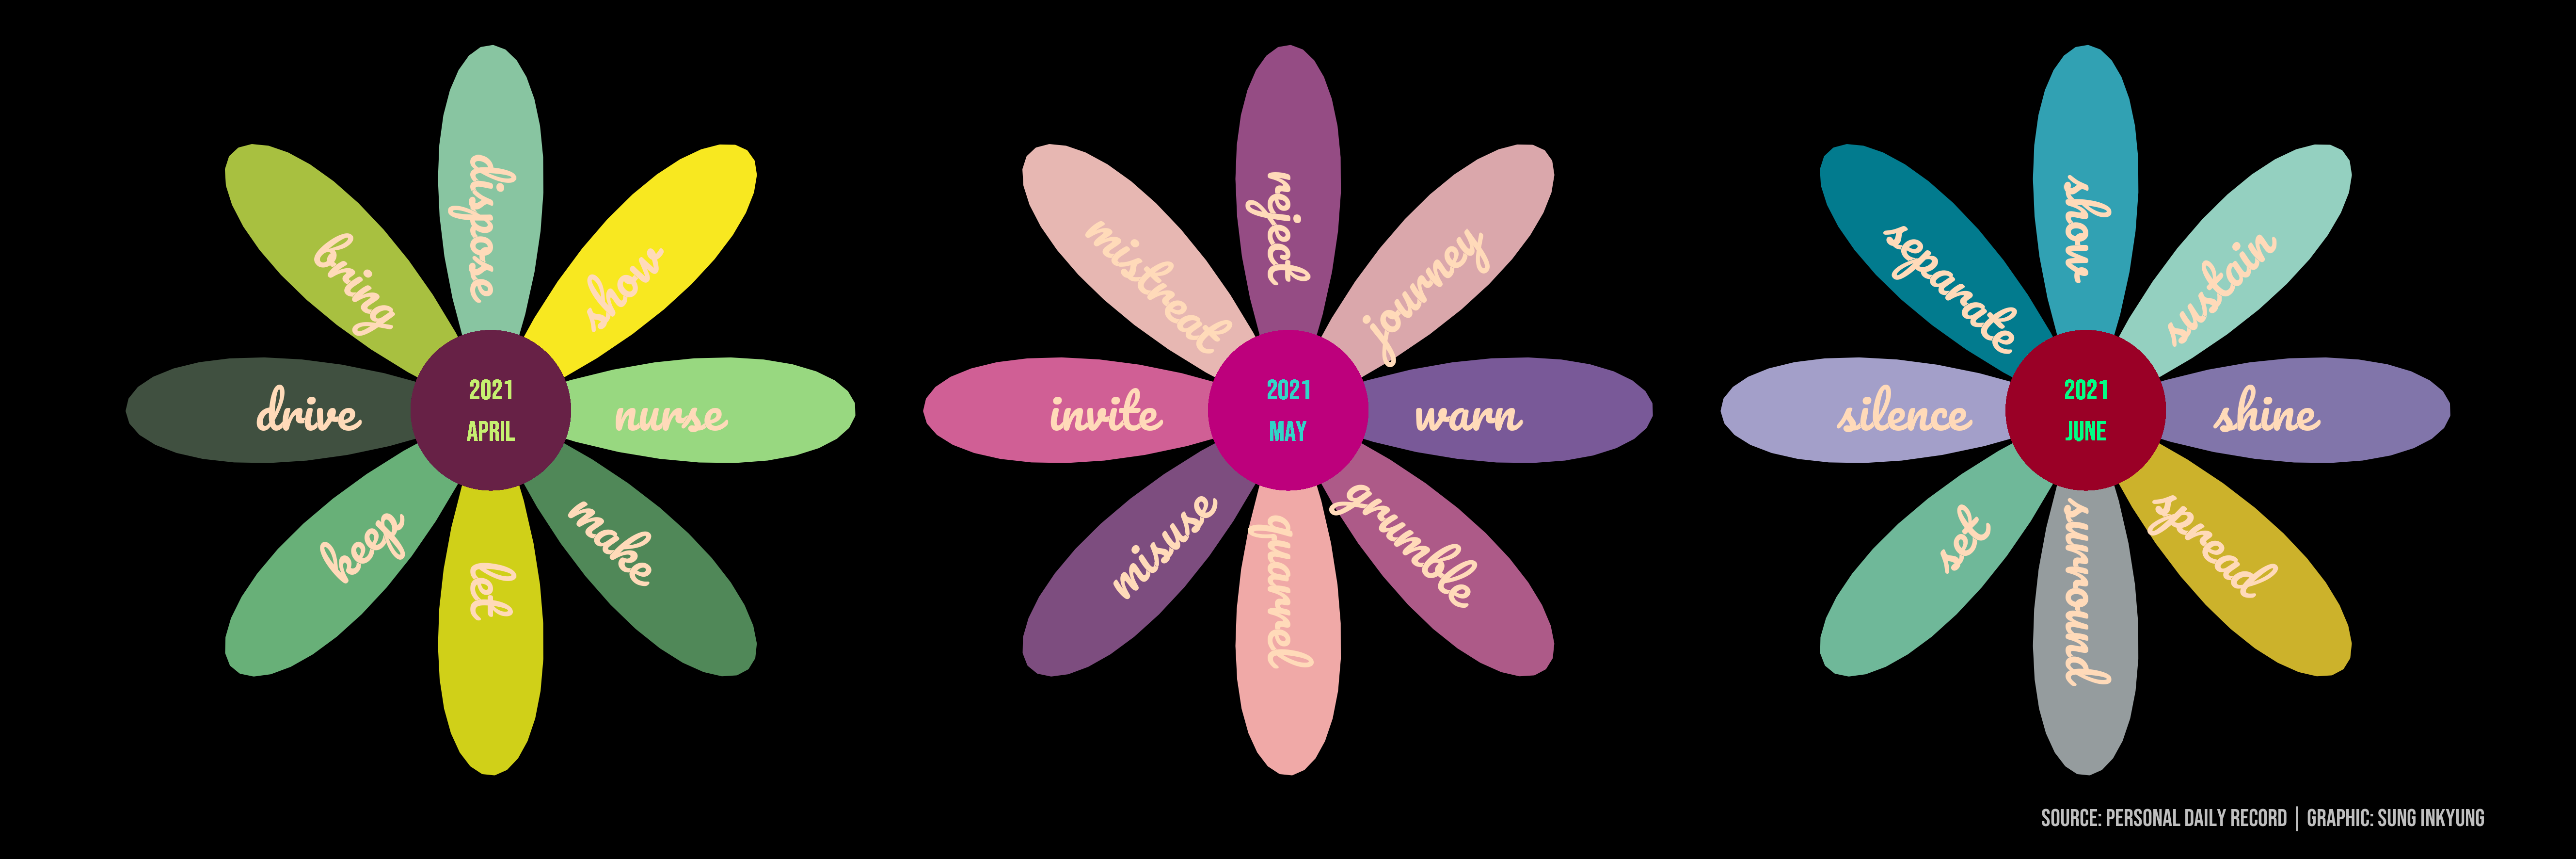 dispose
show
nurse
make
let
keep
drive
bring
2021
APRIL
reject
journey
warn
grumble
quarrel
misuse
invite
mistreat
2021
MAY
show
sustain
shine
spread
surround
set
silence
separate
2021
JUNE
SOURCE: PERSONAL DAILY RECORD | GRAPHIC: SUNG INKYUNG